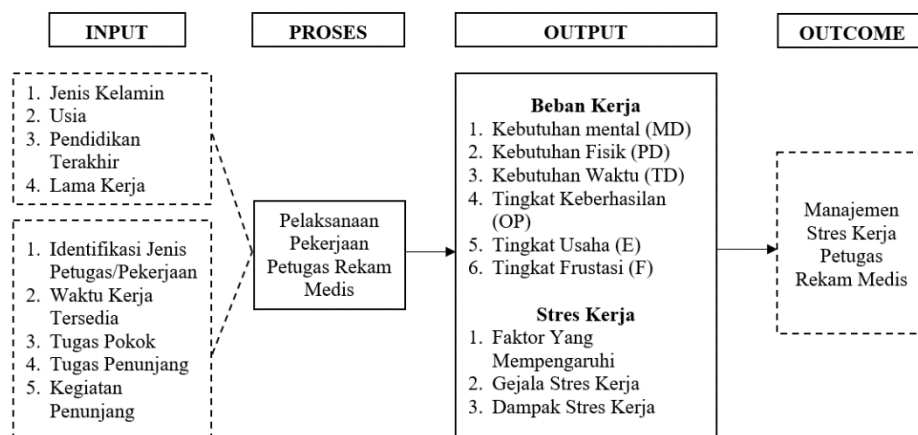 INPUT
PROSES
OUTPUT
OUTCOME
1. Jenis Kelamin
2. Usia
3. Pendidikan
Terakhir
4. Lama Kerja
1. Identifikasi Jenis
Petugas/Pekerjaan
2. Waktu Kerja
Tersedia
3. Tugas Pokok
4. Tugas Penunjang
5. Kegiatan
Penunjang
Pelaksanaan
Pekerjaan
Petugas Rekam
Medis
Beban Kerja
1. Kebutuhan mental (MD)
2. Kebutuhan Fisik (PD)
3. Kebutuhan Waktu (TD)
4. Tingkat Keberhasilan
(OP)
5. Tingkat Usaha (E)
6. Tingkat Frustasi (F)
Stres Kerja
1. Faktor Yang
Mempengaruhi
2. Gejala Stres Kerja
3. Dampak Stres Kerja
Manajemen
Stres Kerja
Petugas
Rekam Medis